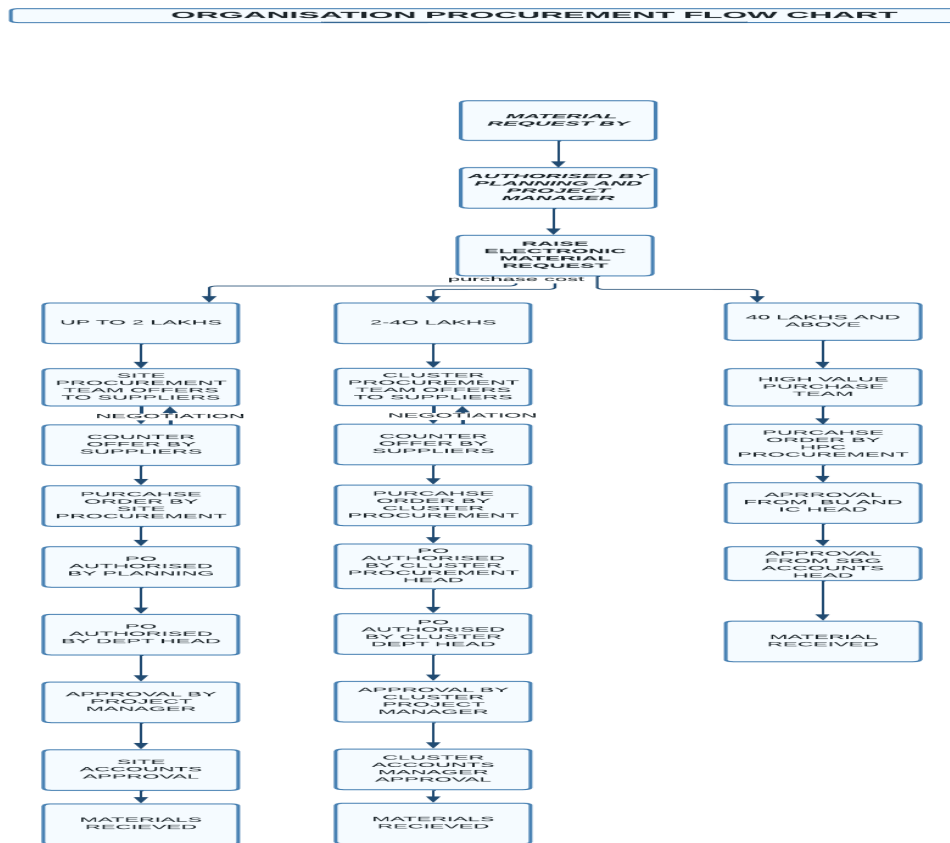 ORGANISATION PROCUREMENT FLOW CHART
MATERIAL
REQUEST BY
AUTHORISED BY
PLANNING AND
PROJECT
MANAGER
RAISE
ELECTRONIC
MATERIAL
REQUEST
purchase cost
UP TO 2 LAKHS
SITE
PROCUREMENT
TEAM OFFERS
TO SUPPLIERS
NEGOTIATION
COUNTER
OFFER BY
SUPPLIERS
PURCAHSE
ORDER BY
SITE
PROCUREMENT
PO
AUTHORISED
BY PLANNING
PO
AUTHORISED
BY DEPT HEAD
APPROVAL BY
PROJECT
MANAGER
SITE
ACCOUNTS
APPROVAL
MATERIALS
RECIEVED
2-4O LAKHS
CLUSTER
PROCUREMENT
TEAM OFFERS
TO SUPPLIERS
NEGOTIATION
COUNTER
OFFER BY
SUPPLIERS
PURCAHSE
ORDER BY
CLUSTER
PROCUREMENT
PO
AUTHORISED
BY CLUSTER
PROCUREMENT
HEAD
PO
AUTHORISED
BY CLUSTER
DEPT HEAD
APPROVAL BY
CLUSTER
PROJECT
MANAGER
CLUSTER
ACCOUNTS
MANAGER
APPROVAL
MATERIALS
RECIEVED
40 LAKHS AND
ABOVE
HIGH VALUE
PURCHASE
TEAM
PURCAHSE
ORDER BY
HPC
PROCUREMENT
APRROVAL
FROM BU AND
IC HEAD
APPROVAL
FROM SBG
ACCOUNTS
HEAD
MATERIAL
RECEIVED